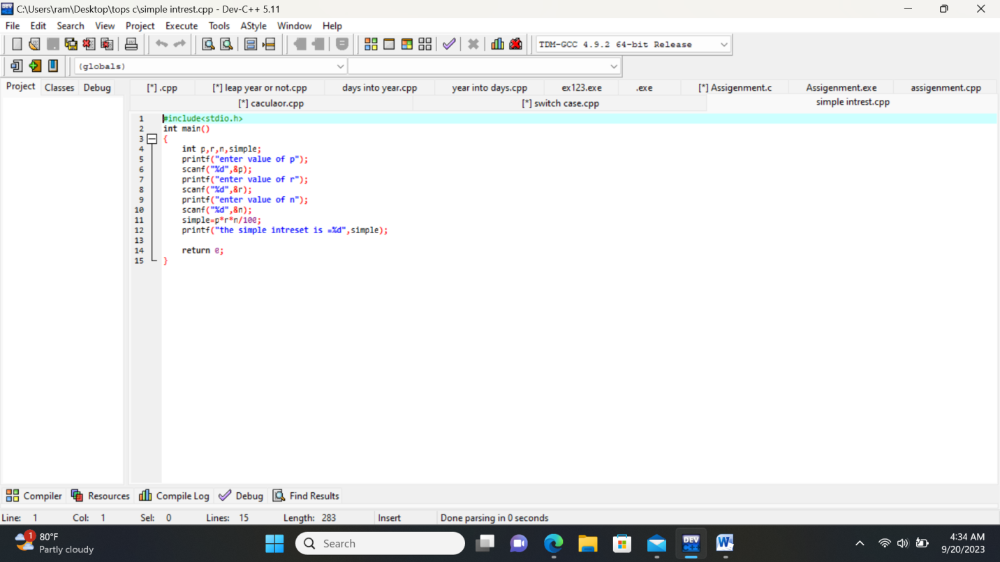 C:\Users\ram\Desktop\tops c\simple intrest.cpp - Dev-C++ 5.11
File Edit Search View Project Execute Tools AStyle Window Help
TDM-GCC 4.9.2 64-bit Release
(globals)
Project Classes Debug
[*] .cpp [*] leap year or not.cpp days into year.cpp year into days.cpp ex123.exe .exe [*] Assigenment.c Assigenment.exe assigenment.cpp
[*] caculaor.cpp [*] switch case.cpp simple intrest.cpp
1 #include<stdio.h>
2 int main()
3 {
4 int p,r,n,simple;
5 printf("enter value of p");
6 scanf("%d",&p);
7 printf("enter value of r");
8 scanf("%d",&r);
9 printf("enter value of n");
10 scanf("%d",&n);
11 simple=p*r*n/100;
12 printf("the simple intreset is =%d",simple);
13
14 return 0;
15 }
Compiler Resources Compile Log Debug Find Results
Line: 1 Col: 1 Sel: 0 Lines: 15 Length: 283 Insert Done parsing in 0 seconds
1 80°F
Partly cloudy
Search
DEV
C++
W
4:34 AM
9/20/2023